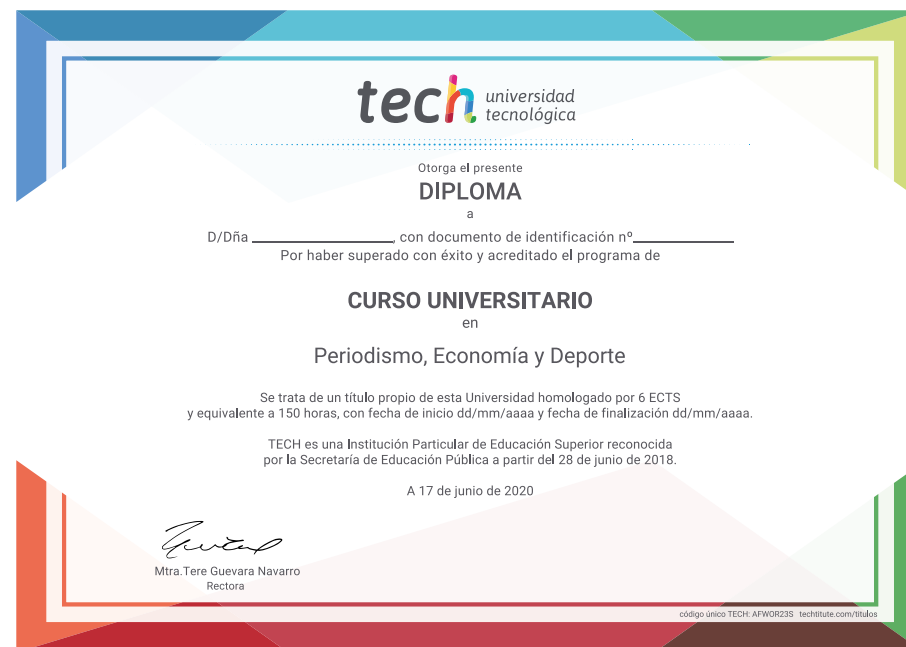 tech universidad
tecnológica
Otorga el presente
DIPLOMA
a
D/Dña ____________________, con documento de identificación nº______________
Por haber superado con éxito y acreditado el programa de
CURSO UNIVERSITARIO
en
Periodismo, Economía y Deporte
Se trata de un título propio de esta Universidad homologado por 6 ECTS
y equivalente a 150 horas, con fecha de inicio dd/mm/aaaa y fecha de finalización dd/mm/aaaa.
TECH es una Institución Particular de Educación Superior reconocida
por la Secretaría de Educación Pública a partir del 28 de junio de 2018.
A 17 de junio de 2020
Mtra.Tere Guevara Navarro
Rectora
código único TECH: AFWOR23S techtitute.com/titulos